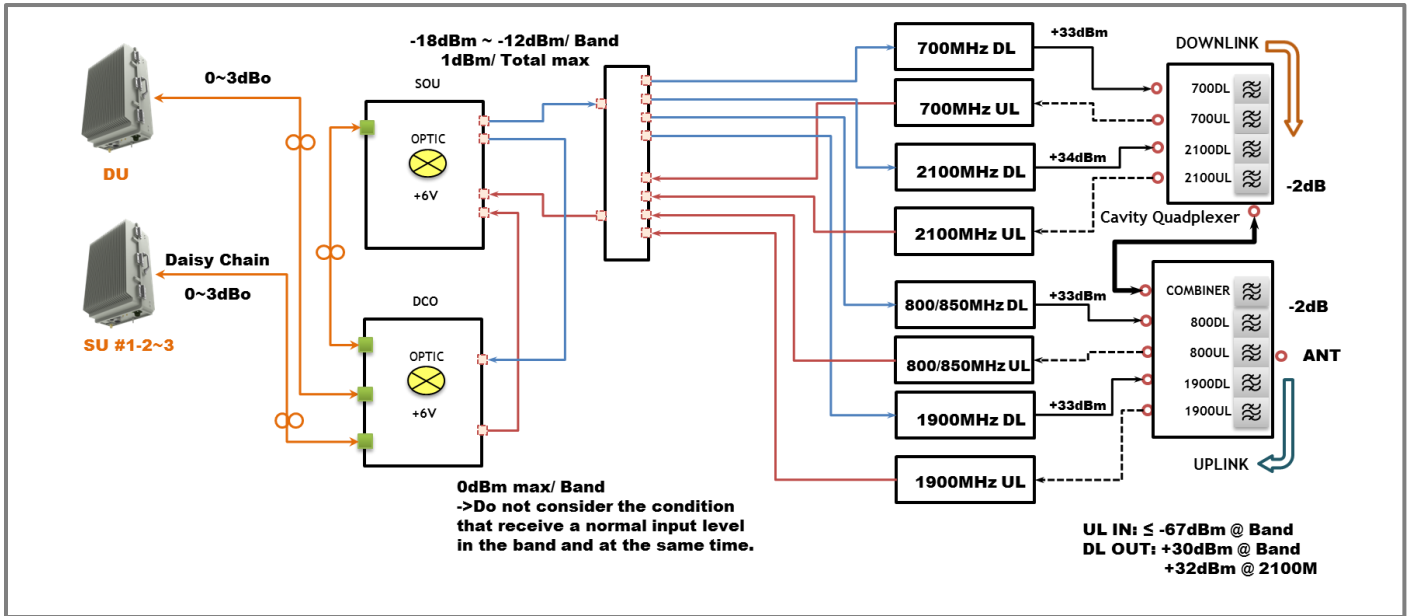 -18dBm ~ -12dBm/ Band
1dBm/ Total max
SOU
OPTIC
+6V
0~3dBo
DU
Daisy Chain
0~3dBo
SU #1-2~3
DCO
OPTIC
+6V
0dBm max/ Band
->Do not consider the condition
that receive a normal input level
in the band and at the same time.
700MHz DL
+33dBm
700MHz UL
2100MHz DL
+34dBm
2100MHz UL
800/850MHz DL
+33dBm
800/850MHz UL
1900MHz DL
+33dBm
1900MHz UL
DOWNLINK
700DL
700UL
2100DL
2100UL
-2dB
Cavity Quadplexer
COMBINER
800DL
800UL
1900DL
1900UL
-2dB
ANT
UPLINK
UL IN: ≤ -67dBm @ Band
DL OUT: +30dBm @ Band
+32dBm @ 2100M